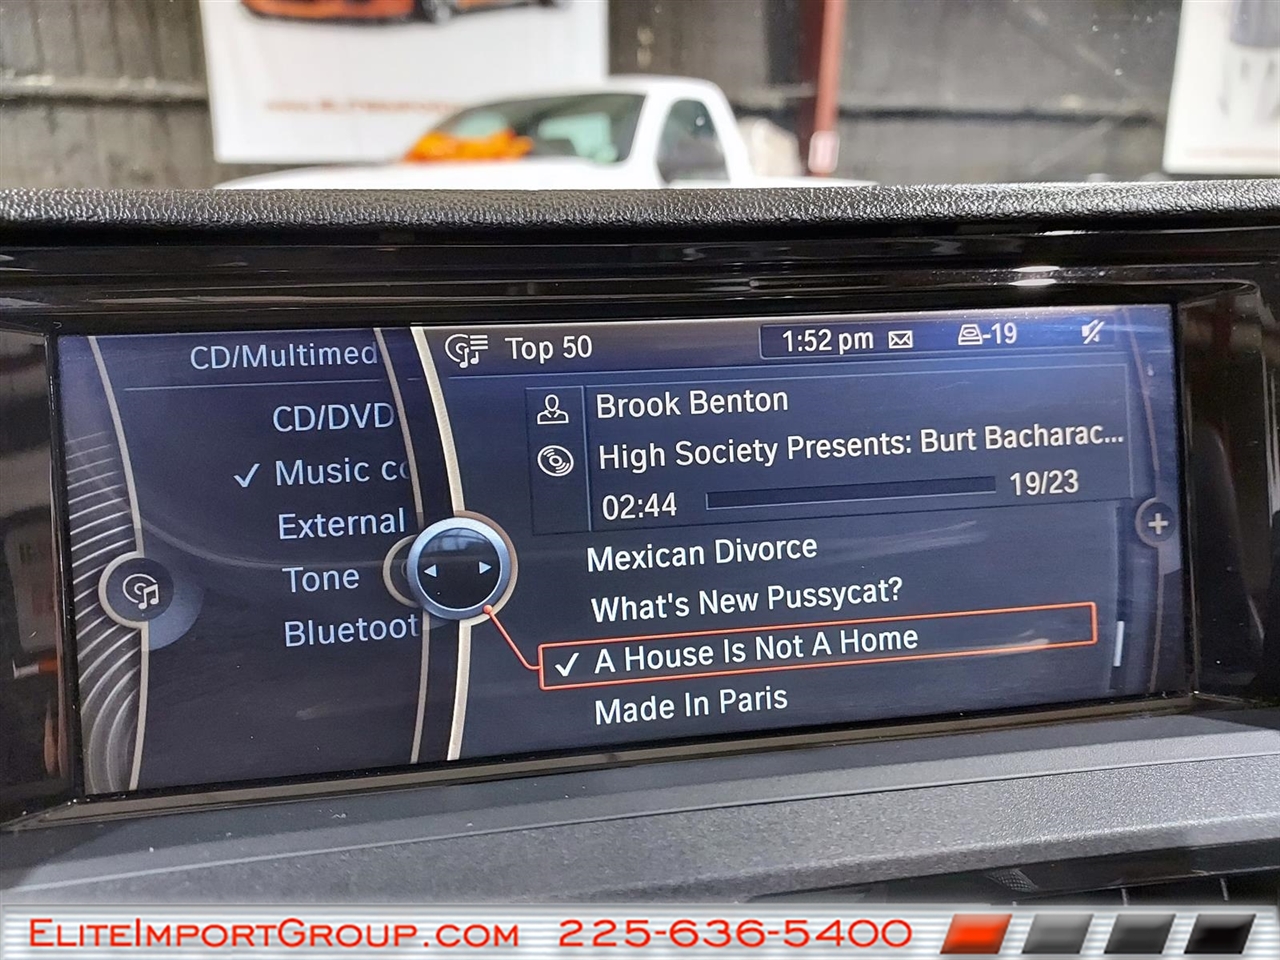 CD/Multimed
CD/DVD
Music
External
Tone
Bluetoot
Top 50
1:52 pm
-19
Brook Benton
High Society Presents: Burt Bacharac...
02:44
19/23
Mexican Divorce
What's New Pussycat?
A House Is Not A Home
Made In Paris
EliteImportGroup.com 225-636-5400